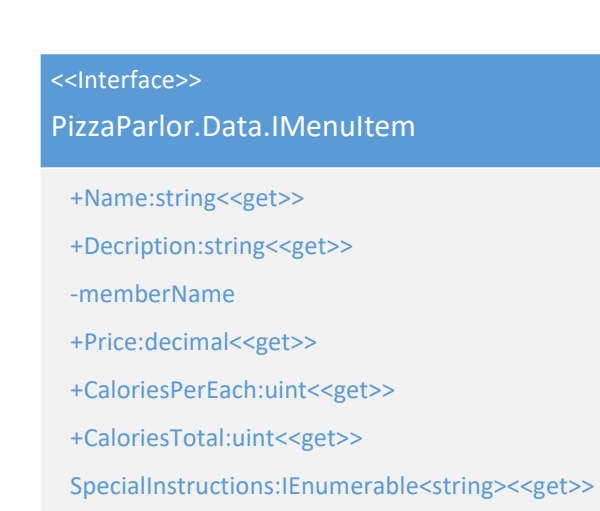 <<Interface>>
PizzaParlor.Data.IMenuItem
+Name:string<<get>>
+Decription:string<<get>>
-memberName
+Price:decimal<<get>>
+CaloriesPerEach:uint<<get>>
+CaloriesTotal:uint<<get>>
SpecialInstructions:IEnumerable<string><<get>>